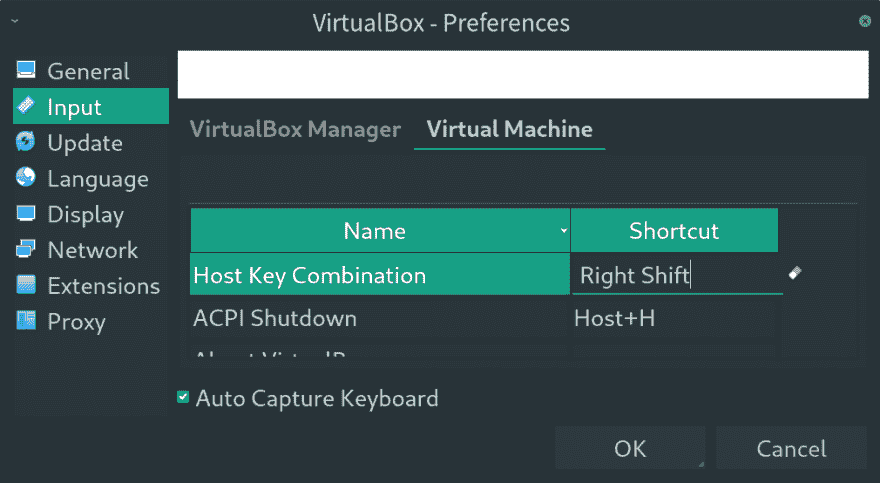 VirtualBox - Preferences
General
Input
Update
Language
Display
Network
Extensions
Proxy
VirtualBox Manager Virtual Machine
Name Shortcut
Host Key Combination Right Shift
ACPI Shutdown Host+H
Auto Capture Keyboard
OK Cancel